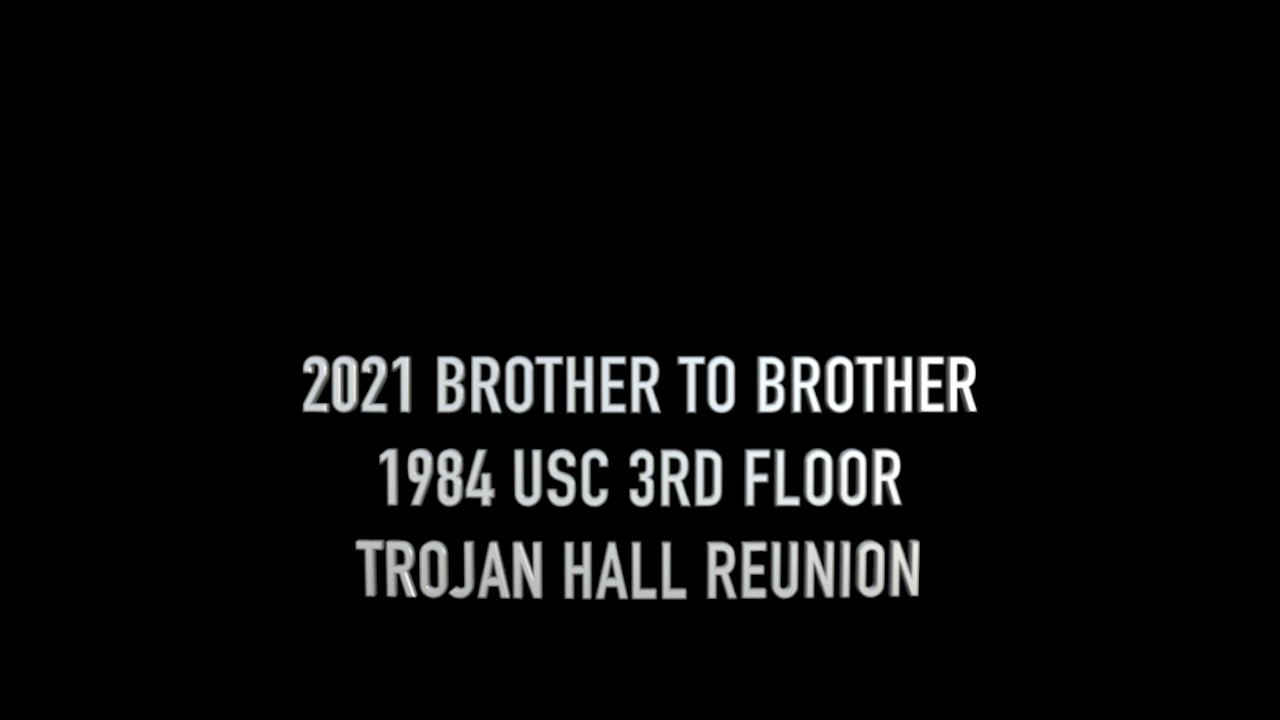 2021 BROTHER TO BROTHER
1984 USC 3RD FLOOR
TROJAN HALL REUNION